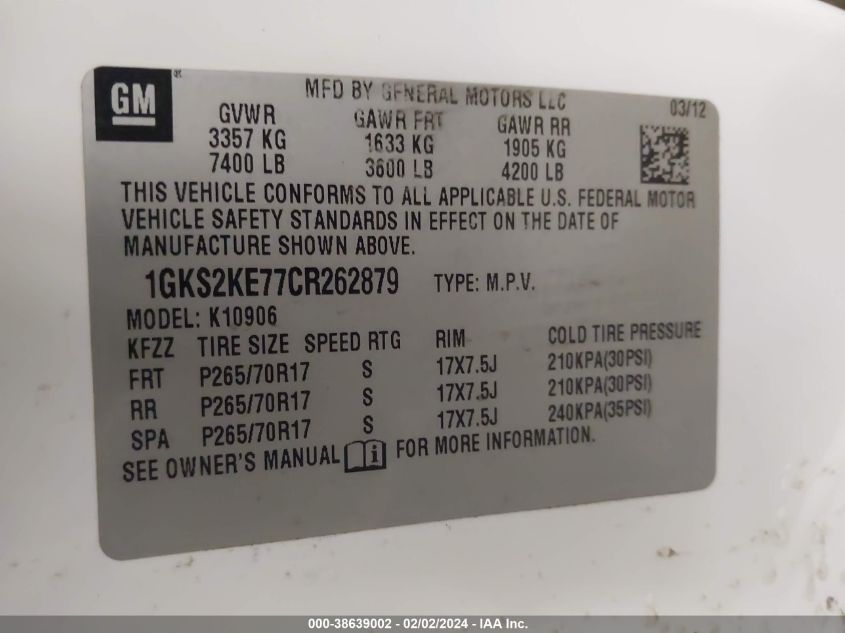 GM
MFD BY GENERAL MOTORS LLC
03/12
GVWR GAWR FRT GAWR RR
3357 KG 1633 KG 1905 KG
7400 LB 3600 LB 4200 LB
THIS VEHICLE CONFORMS TO ALL APPLICABLE U.S. FEDERAL MOTOR
VEHICLE SAFETY STANDARDS IN EFFECT ON THE DATE OF
MANUFACTURE SHOWN ABOVE.
1GKS2KE77CR262879 TYPE: M.P.V.
MODEL: K10906
KFZZ TIRE SIZE SPEED RTG RIM COLD TIRE PRESSURE
FRT P265/70R17 S 17X7.5J 210KPA(30PSI)
RR P265/70R17 S 17X7.5J 210KPA(30PSI)
SPA P265/70R17 S 17X7.5J 240KPA(35PSI)
SEE OWNER'S MANUAL i FOR MORE INFORMATION.
000-38639002 - 02/02/2024 - IAA Inc.